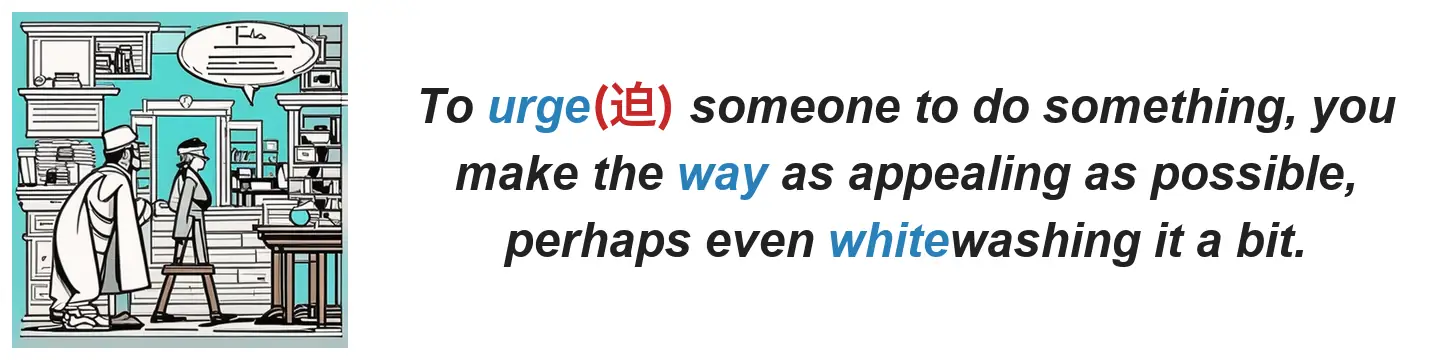 To urge(迫) someone to do something, you
make the way as appealing as possible,
perhaps even whitewashing it a bit.